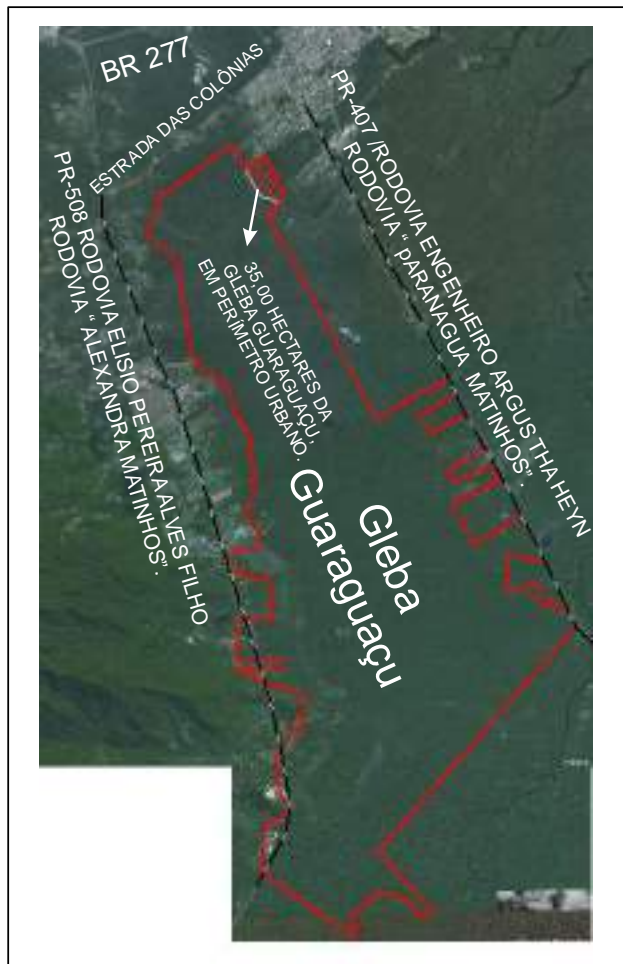 BR 277
ESTRADA DAS COLÔNIAS
PR-407 /RODOVIA ENGENHEIRO ARGUS THA HEYN
RODOVIA “ pARANAGUA MATINHOS”.
PR-508 RODOVIA ELISIO PEREIRA ALVES FILHO
RODOVIA “ ALEXANDRA MATINHOS”.
35,00 HECTARES DA
GLEBA GUARAGUAÇU.
EM PERÍMETRO URBANO.
Gleba
Guaraguaçu